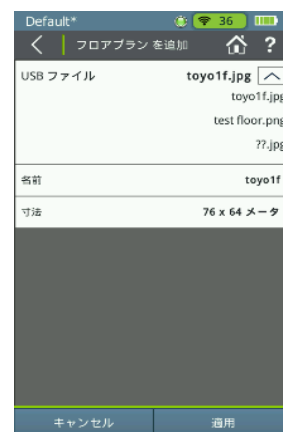 Default*
36
フロアプラン を追加
?
USB ファイル
toyo1f.jpg
toyo1f.jpg
test floor.png
??.jpg
名前
toyo1f
寸法
76 x 64 メータ
キャンセル
適用